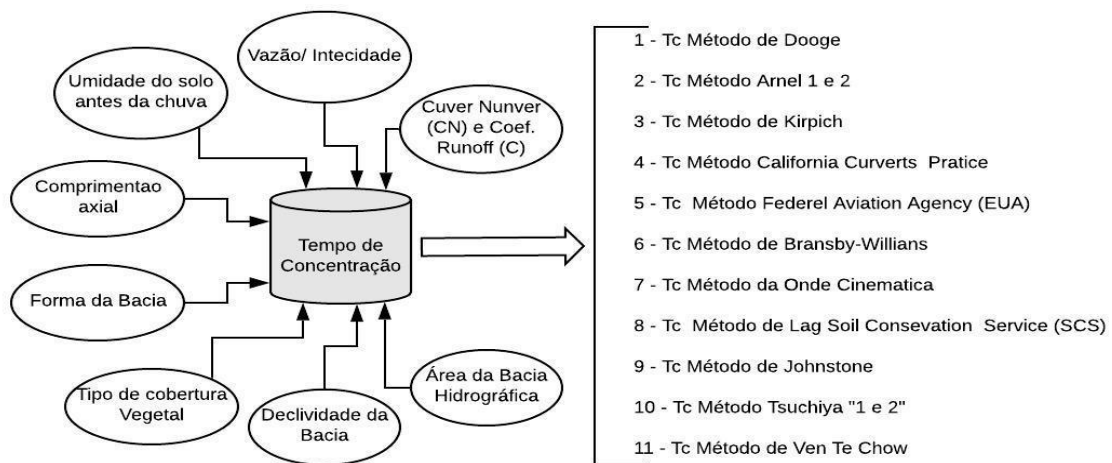 Vazão/ Intecidade
Umidade do solo
antes da chuva
Cuver Nunver
(CN) e Coef.
Runoff (C)
Comprimentao
axial
Tempo de
Concentração
Forma da Bacia
Tipo de cobertura
Vegetal
Declividade da
Bacia
Área da Bacia
Hidrográfica
1 - Tc Método de Dooge
2 - Tc Método Arnel 1 e 2
3 - Tc Método de Kirpich
4 - Tc Método California Curverts Pratice
5 - Tc Método Federel Aviation Agency (EUA)
6 - Tc Método de Bransby-Willians
7 - Tc Método da Onde Cinematica
8 - Tc Método de Lag Soil Consevation Service (SCS)
9 - Tc Método de Johnstone
10 - Tc Método Tsuchiya "1 e 2"
11 - Tc Método de Ven Te Chow